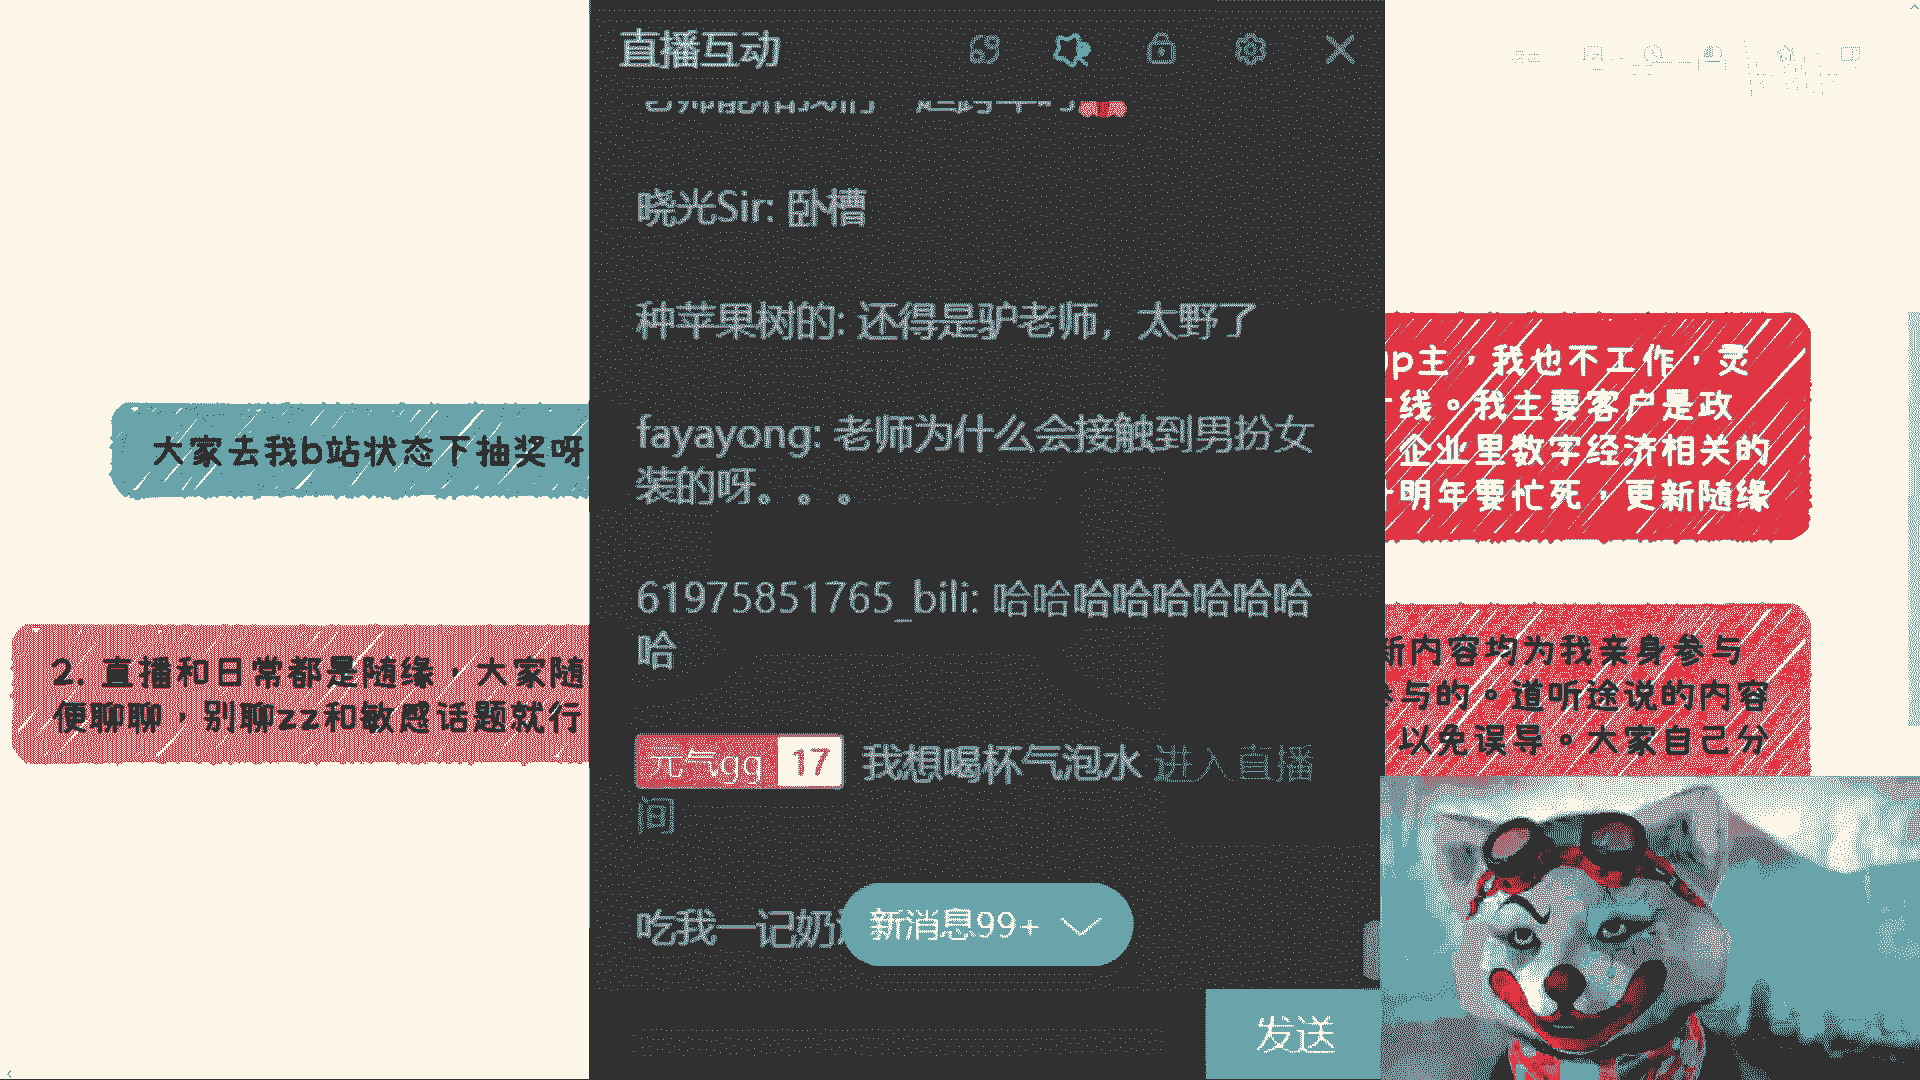 直播互动
晓光Sir: 卧槽
种苹果树的: 还得是驴老师，太野了
fayayong: 老师为什么会接触到男扮女
装的呀。。。
61975851765_bili: 哈哈哈哈哈哈哈哈
哈
元气gg 17 我想喝杯气泡水 进入直播
间
吃我一记奶
新消息99+
发送
大家去我b站状态下抽奖呀
2. 直播和日常都是随缘，大家随
便聊聊，别聊zz和敏感话题就行
up主，我也不工作，灵
线。我主要客户是政
企业里数字经济相关的
明年要忙死，更新随缘
新内容均为我亲身参与
参与的。道听途说的内容
以免误导。大家自己分